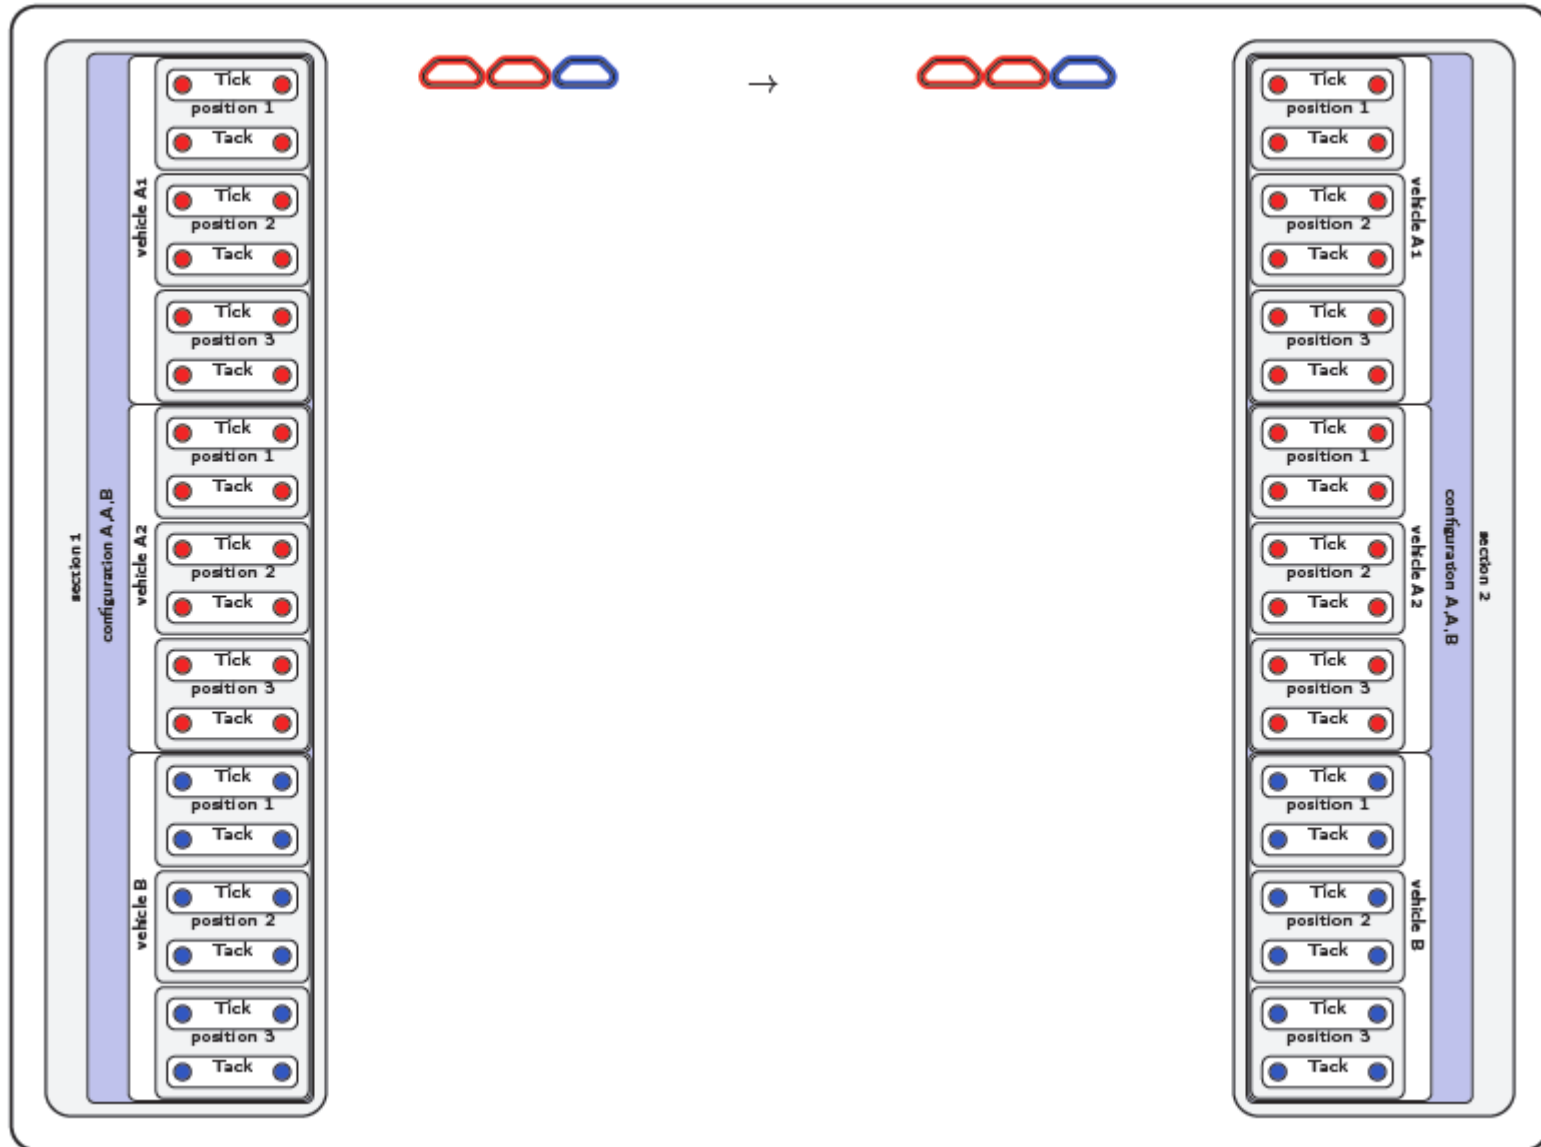 section 1
configuration A,A,B
vehicle A1
Tick
position 1
Tack
Tick
position 2
Tack
Tick
position 3
Tack
vehicle A2
Tick
position 1
Tack
Tick
position 2
Tack
Tick
position 3
Tack
vehicle B
Tick
position 1
Tack
Tick
position 2
Tack
Tick
position 3
Tack
→
Tick
position 1
Tack
Tick
position 2
Tack
Tick
position 3
Tack
vehicle A1
Tick
position 1
Tack
Tick
position 2
Tack
Tick
position 3
Tack
vehicle A2
Tick
position 1
Tack
Tick
position 2
Tack
Tick
position 3
Tack
vehicle B
configuration A,A,B
section 2